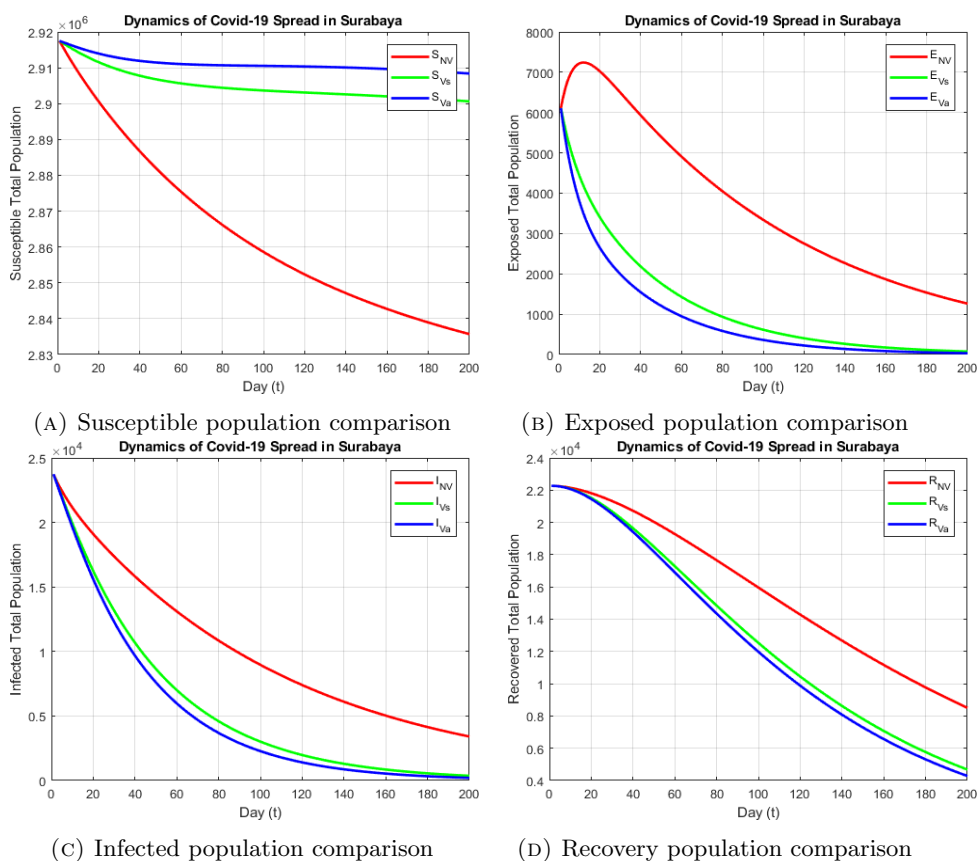 Dynamics of Covid-19 Spread in Surabaya
× 10^6
2.92
2.91
2.9
2.89
2.88
2.87
2.86
2.85
2.84
2.83
Susceptible Total Population
S_NV
S_Vs
S_Va
0 20 40 60 80 100 120 140 160 180 200
Day (t)
(A) Susceptible population comparison
Dynamics of Covid-19 Spread in Surabaya
8000
7000
6000
5000
4000
3000
2000
1000
0
Exposed Total Population
E_NV
E_Vs
E_Va
0 20 40 60 80 100 120 140 160 180 200
Day (t)
(B) Exposed population comparison
Dynamics of Covid-19 Spread in Surabaya
× 10^4
2.5
2
1.5
1
0.5
0
Infected Total Population
I_NV
I_Vs
I_Va
0 20 40 60 80 100 120 140 160 180 200
Day (t)
(C) Infected population comparison
Dynamics of Covid-19 Spread in Surabaya
× 10^4
2.4
2.2
2
1.8
1.6
1.4
1.2
1
0.8
0.6
0.4
Recovered Total Population
R_NV
R_Vs
R_Va
0 20 40 60 80 100 120 140 160 180 200
Day (t)
(D) Recovery population comparison